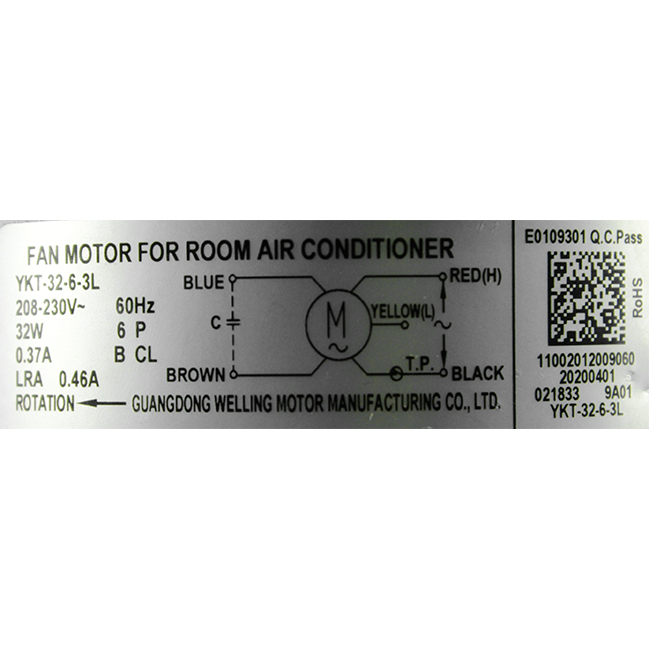 FAN MOTOR FOR ROOM AIR CONDITIONER
YKT-32-6-3L
208-230V~ 60Hz
32W 6 P
0.37A B CL
LRA 0.46A
ROTATION
GUANGDONG WELLING MOTOR MANUFACTURING CO., LTD.
BLUE
C
BROWN
M
~
RED(H)
YELLOW(L)
~
T.P.
BLACK
E0109301 Q.C.Pass
RoHS
11002012009060
20200401 a
021833 9A01
YKT-32-6-3L